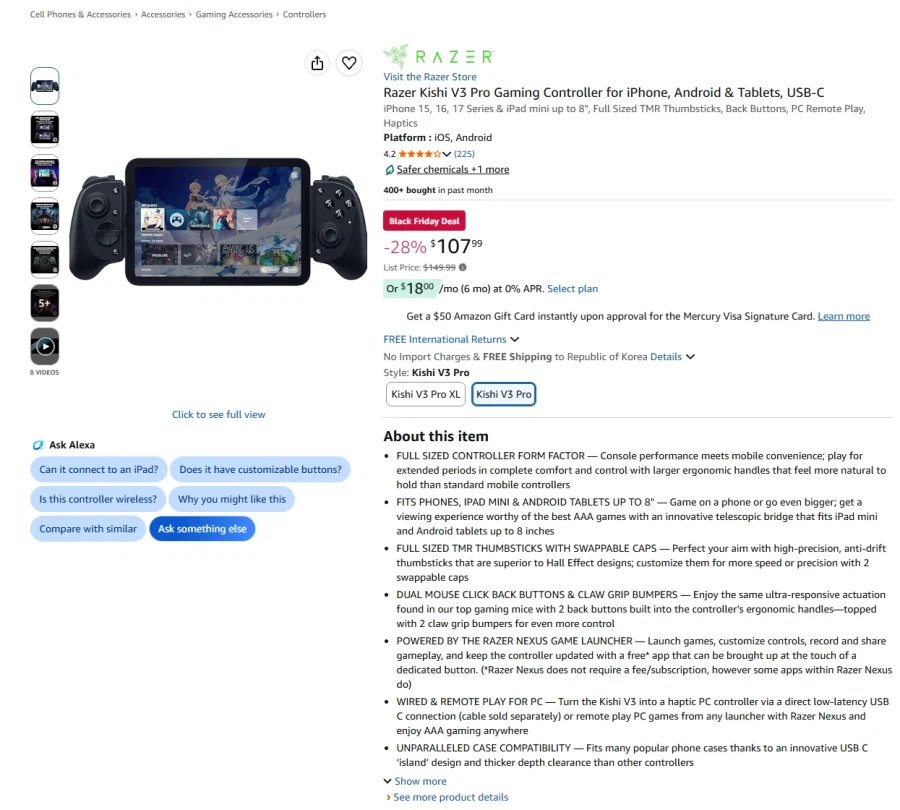 Cell Phones & Accessories › Accessories › Gaming Accessories › Controllers
RAZER
Visit the Razer Store
Razer Kishi V3 Pro Gaming Controller for iPhone, Android & Tablets, USB-C
iPhone 15, 16, 17 Series & iPad mini up to 8", Full Sized TMR Thumbsticks, Back Buttons, PC Remote Play,
Haptics
Platform : iOS, Android
4.2 (225)
Safer chemicals +1 more
400+ bought in past month
Black Friday Deal
-28% $107.99
List Price: $149.99
Or $18.00 /mo (6 mo) at 0% APR. Select plan
Get a $50 Amazon Gift Card instantly upon approval for the Mercury Visa Signature Card. Learn more
FREE International Returns
No Import Charges & FREE Shipping to Republic of Korea Details
Style: Kishi V3 Pro
Kishi V3 Pro XL
Kishi V3 Pro
5+
8 VIDEOS
AMONG US
Click to see full view
Ask Alexa
Can it connect to an iPad?
Does it have customizable buttons?
Is this controller wireless?
Why you might like this
Compare with similar
Ask something else
About this item
FULL SIZED CONTROLLER FORM FACTOR — Console performance meets mobile convenience; play for
extended periods in complete comfort and control with larger ergonomic handles that feel more natural to
hold than standard mobile controllers
FITS PHONES, IPAD MINI & ANDROID TABLETS UP TO 8" — Game on a phone or go even bigger; get a
viewing experience worthy of the best AAA games with an innovative telescopic bridge that fits iPad mini
and Android tablets up to 8 inches
FULL SIZED TMR THUMBSTICKS WITH SWAPPABLE CAPS — Perfect your aim with high-precision, anti-drift
thumbsticks that are superior to Hall Effect designs; customize them for more speed or precision with 2
swappable caps
DUAL MOUSE CLICK BACK BUTTONS & CLAW GRIP BUMPERS — Enjoy the same ultra-responsive actuation
found in our top gaming mice with 2 back buttons built into the controller's ergonomic handles—topped
with 2 claw grip bumpers for even more control
POWERED BY THE RAZER NEXUS GAME LAUNCHER — Launch games, customize controls, record and share
gameplay, and keep the controller updated with a free* app that can be brought up at the touch of a
dedicated button. (*Razer Nexus does not require a fee/subscription, however some apps within Razer Nexus
do)
WIRED & REMOTE PLAY FOR PC — Turn the Kishi V3 into a haptic PC controller via a direct low-latency USB
C connection (cable sold separately) or remote play PC games from any launcher with Razer Nexus and
enjoy AAA gaming anywhere
UNPARALLELED CASE COMPATIBILITY — Fits many popular phone cases thanks to an innovative USB C
'island' design and thicker depth clearance than other controllers
Show more
› See more product details